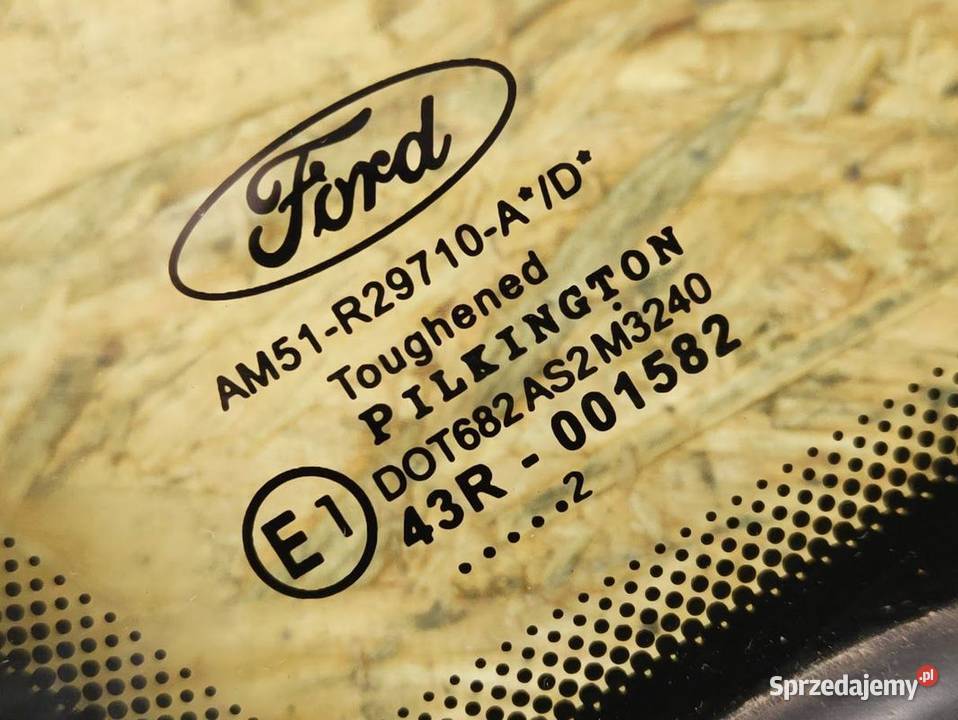 Ford
AM51-R29710-A*/D*
Toughened
PILKINGTON
DOT682AS2M3240
E1
43R - 001582
.....2
Sprzedajemy.pl